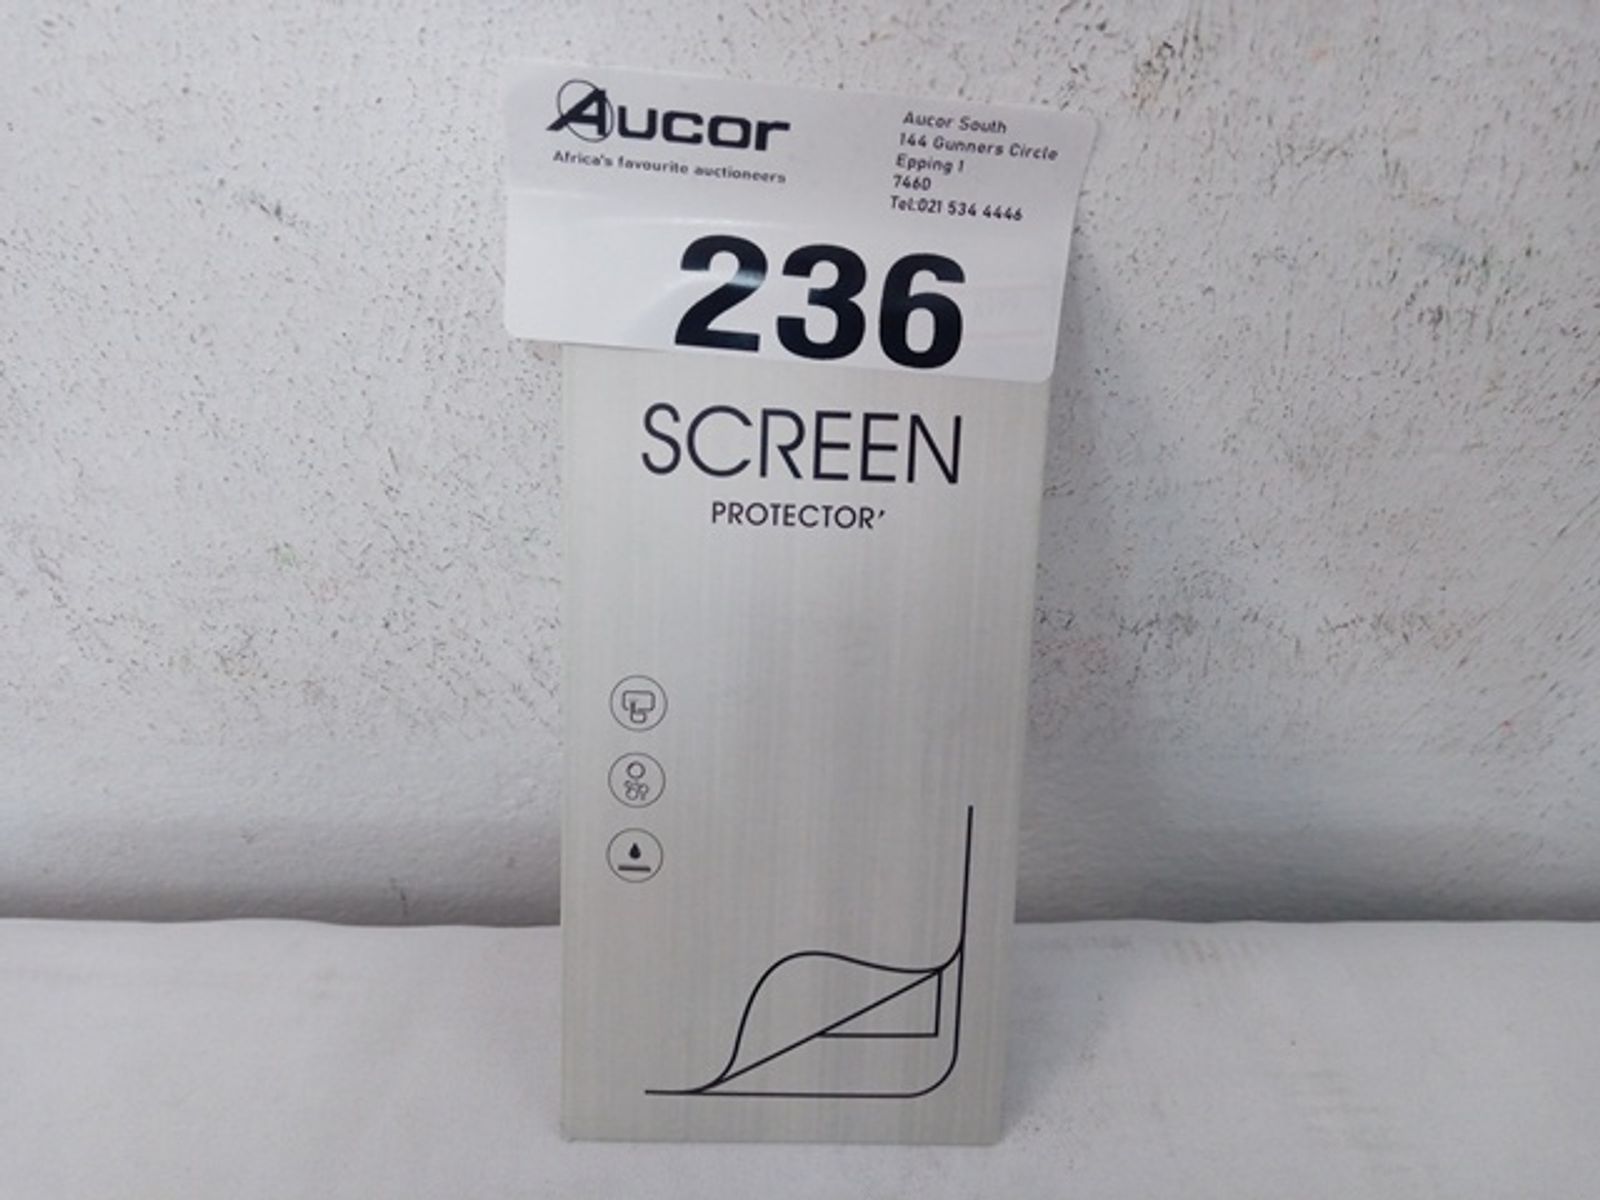 Aucor
Africa's favourite auctioneers
Aucor South
144 Gunners Circle
Epping 1
7460
Tel:021 534 4446
236
SCREEN
PROTECTOR'